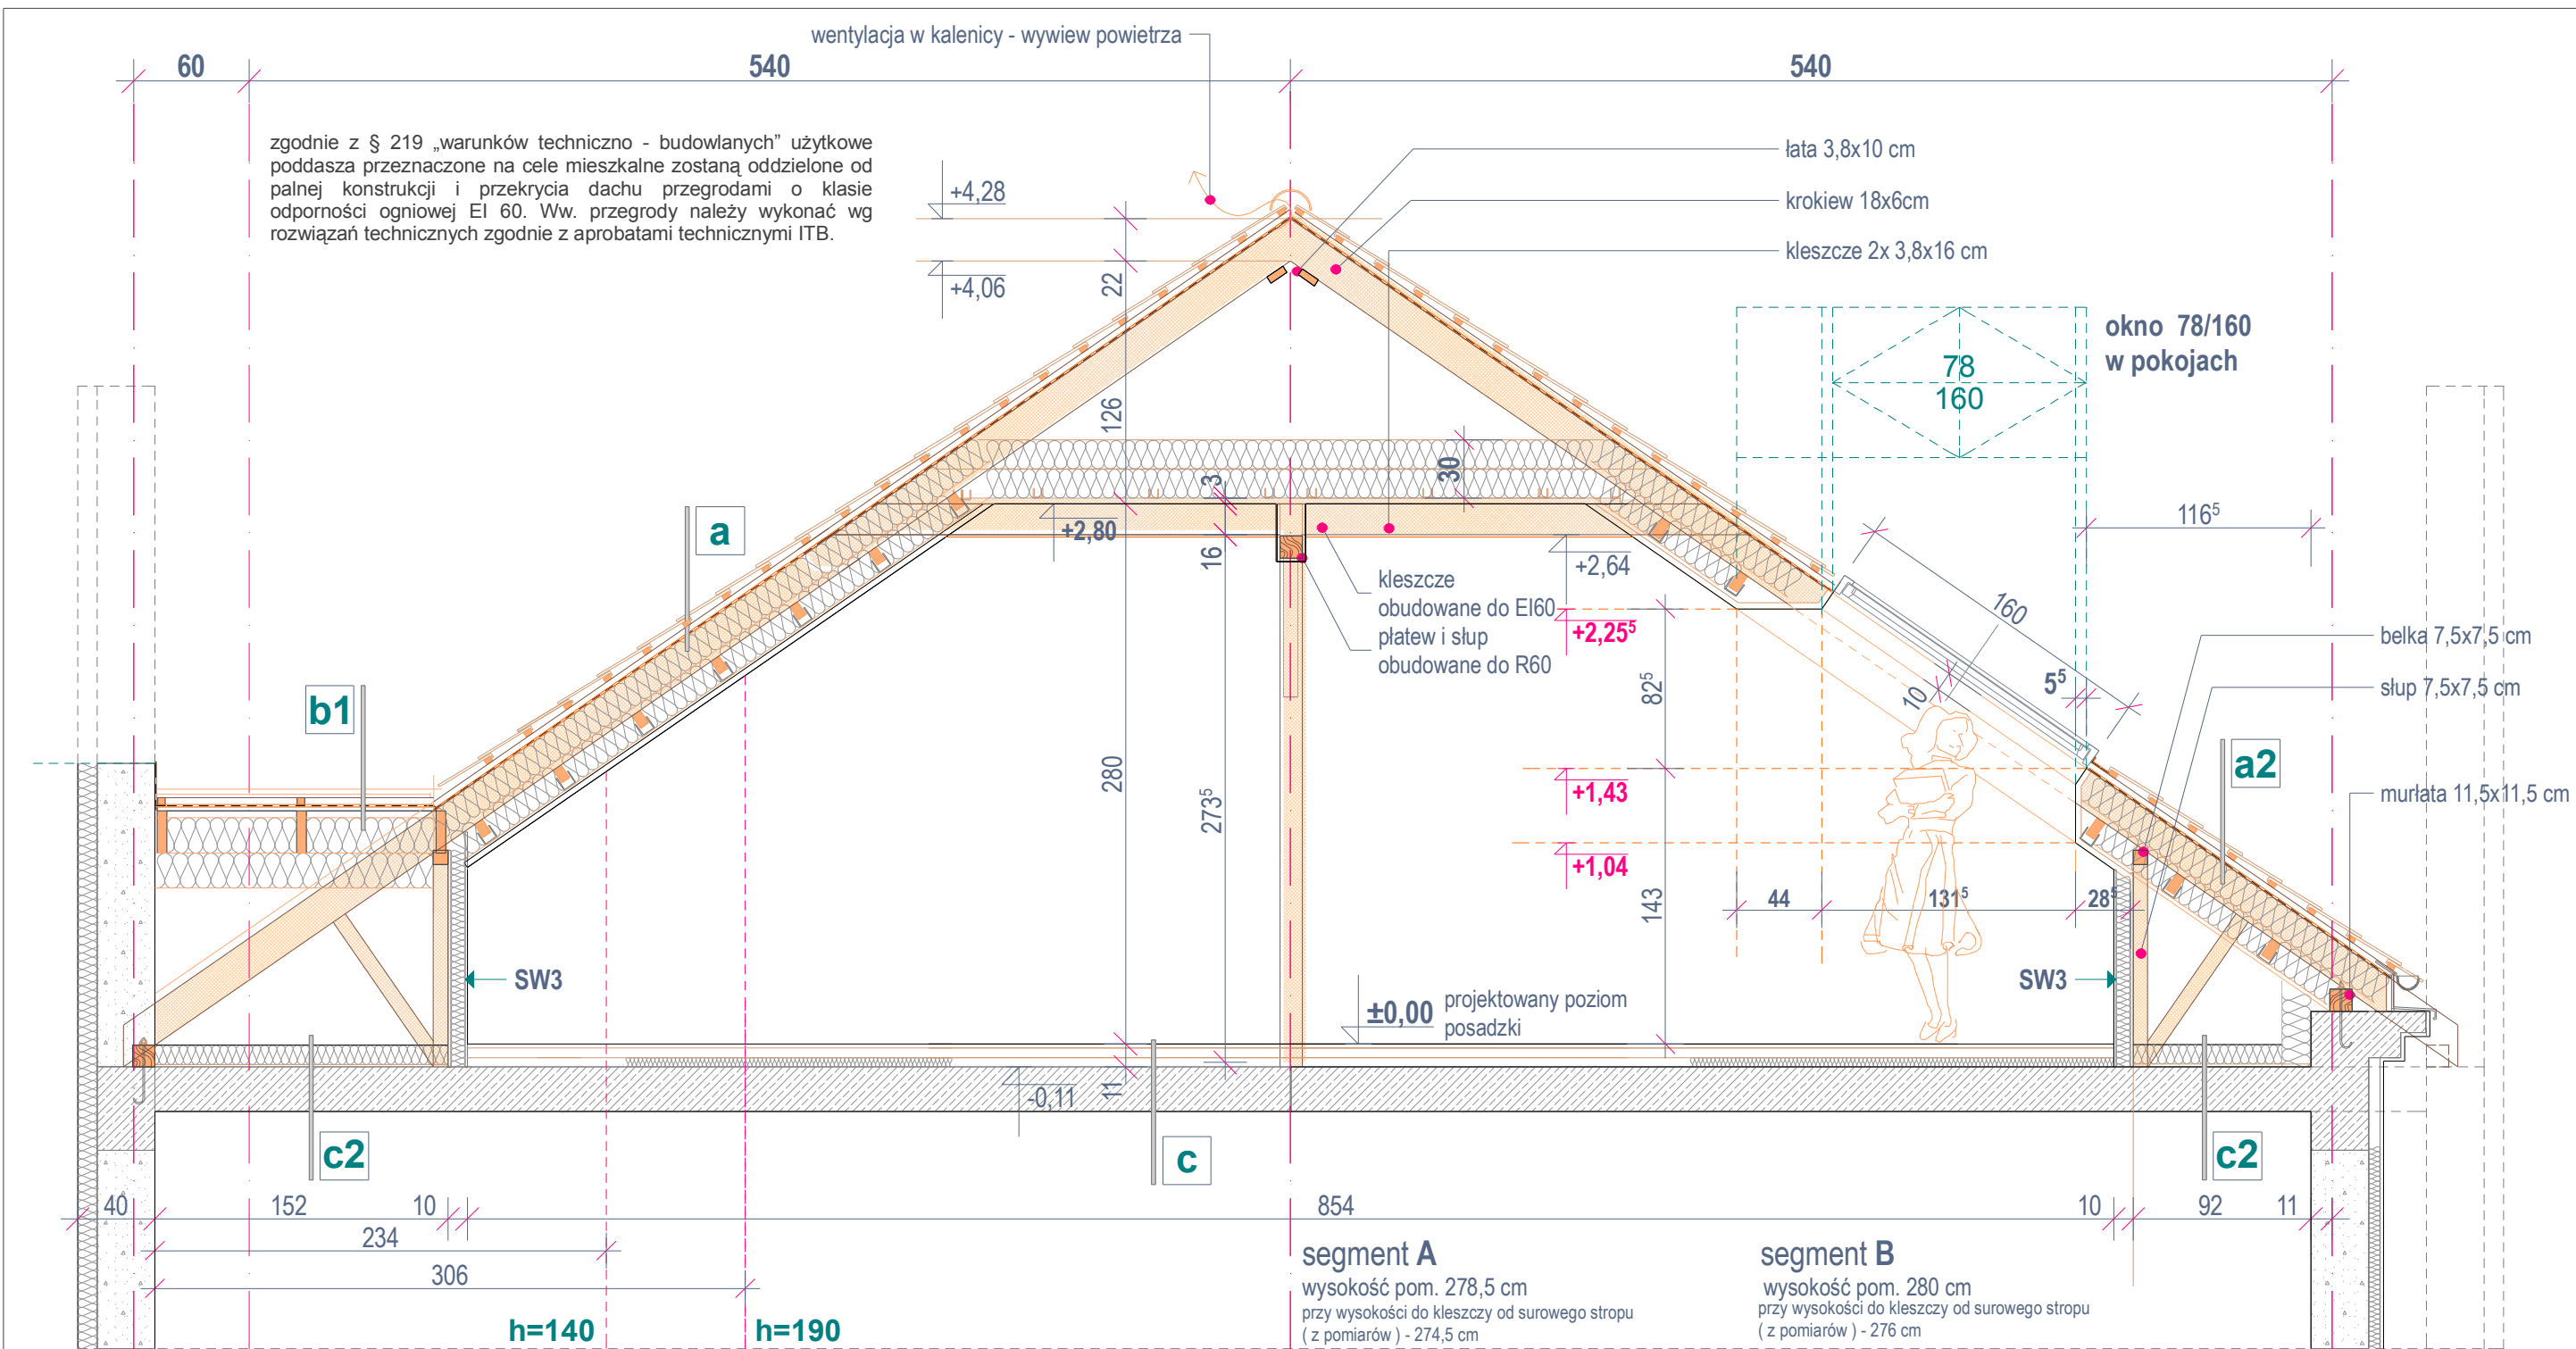 wentylacja w kalenicy - wywiew powietrza
60
540
540
zgodnie z § 219 „warunków techniczno - budowlanych” użytkowe
poddasza przeznaczone na cele mieszkalne zostaną oddzielone od
palnej konstrukcji i przekrycia dachu przegrodami o klasie
odporności ogniowej EI 60. Ww. przegrody należy wykonać wg
rozwiązań technicznych zgodnie z aprobatami technicznymi ITB.
łata 3,8x10 cm
krokiew 18x6cm
kleszcze 2x 3,8x16 cm
+4,28
+4,06
22
126
okno 78/160
w pokojach
78
160
30
3
16
a
+2,80
+2,64
116⁵
kleszcze
obudowane do EI60
płatew i słup
obudowane do R60
+2,25⁵
160
10
5⁵
82⁵
belka 7,5x7,5 cm
słup 7,5x7,5 cm
b1
a2
murłata 11,5x11,5 cm
280
273⁵
+1,43
+1,04
143
44
131⁵
28⁵
SW3
SW3
±0,00
projektowany poziom
posadzki
-0,11
11
c2
c
c2
40
152
10
854
10
92
11
234
306
segment A
wysokość pom. 278,5 cm
przy wysokości do kleszczy od surowego stropu
( z pomiarów ) - 274,5 cm
segment B
wysokość pom. 280 cm
przy wysokości do kleszczy od surowego stropu
( z pomiarów ) - 276 cm
h=140
h=190